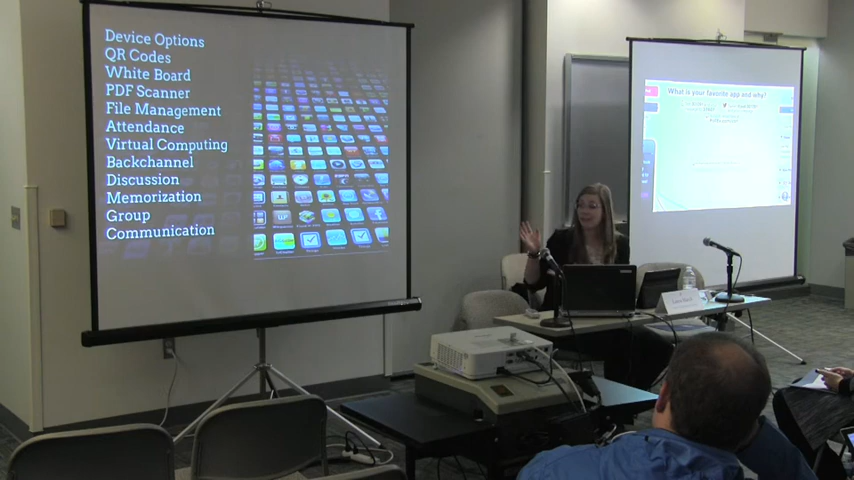 Device Options
QR Codes
White Board
PDF Scanner
File Management
Attendance
Virtual Computing
Backchannel
Discussion
Memorization
Group
Communication
What is your favorite app and why?